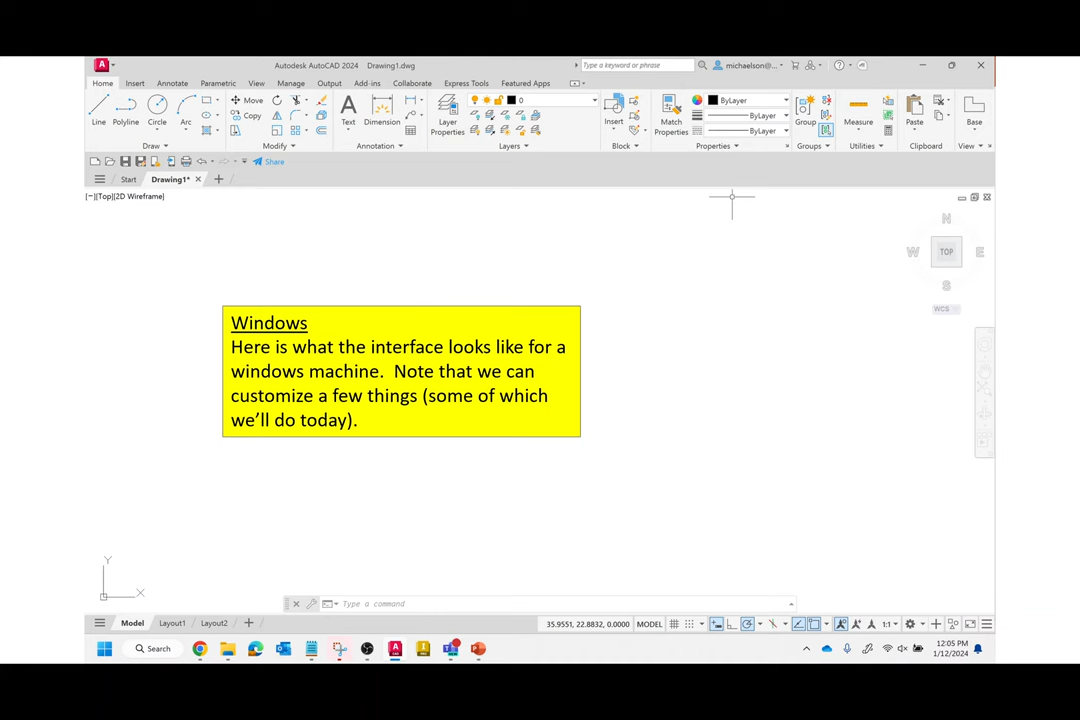 Autodesk AutoCAD 2024 Drawing1.dwg
Type a keyword or phrase
michaelson@...
Home Insert Annotate Parametric View Manage Output Add-ins Collaborate Express Tools Featured Apps
Line Polyline Circle Arc
Move
Copy
Text Dimension
Layer Properties
0
Insert
Match Properties
ByLayer
ByLayer
ByLayer
Group
Measure
Paste
Base
Draw Modify Annotation Layers Block Properties Groups Utilities Clipboard View
Share
Start Drawing1*
[−][Top][2D Wireframe]
N
W TOP E
S
WCS
Windows
Here is what the interface looks like for a
windows machine. Note that we can
customize a few things (some of which
we’ll do today).
Y
X
Type a command
Model Layout1 Layout2
35.9551, 22.8832, 0.0000 MODEL 1:1
Search
12:05 PM
1/12/2024